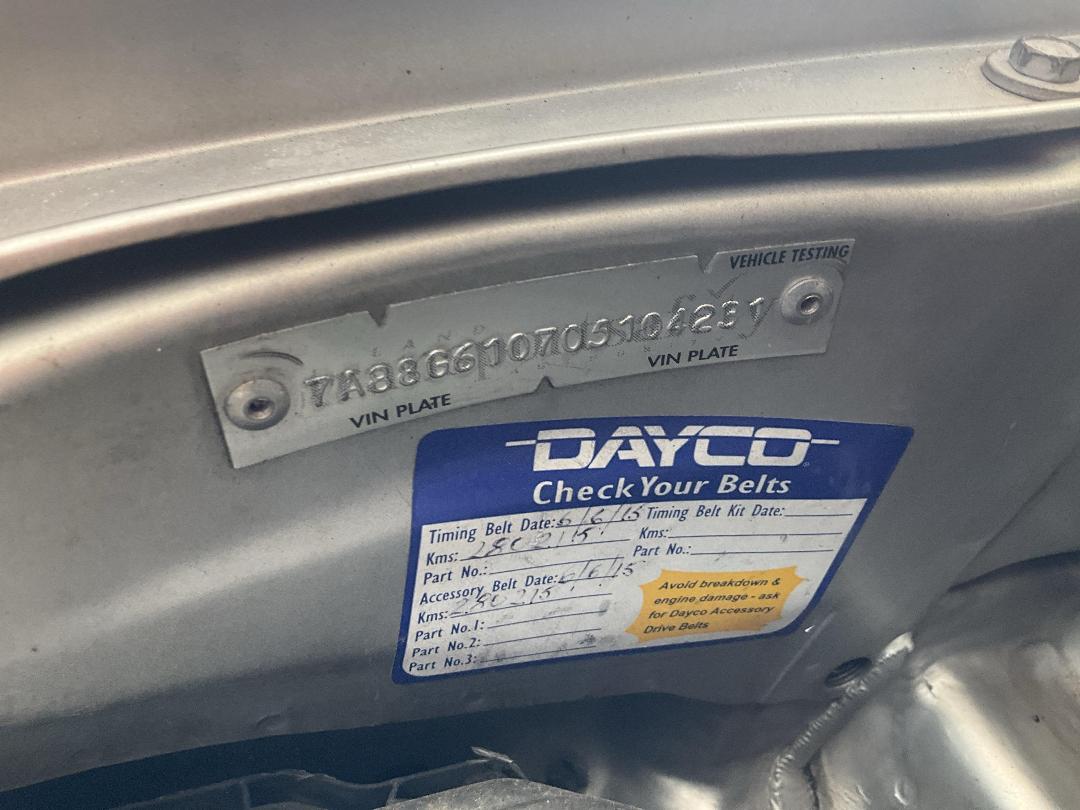 VEHICLE TESTING
7A88G610705104231
VIN PLATE
VIN PLATE
DAYCO
Check Your Belts
Timing Belt Date: 6/6/15
Kms: 280215
Part No.:
Accessory Belt Date: 6/6/15
Kms: 280215
Part No.1:
Part No.2:
Part No.3:
Timing Belt Kit Date:
Kms:
Part No.:
Avoid breakdown &
engine damage - ask
for Dayco Accessory
Drive Belts